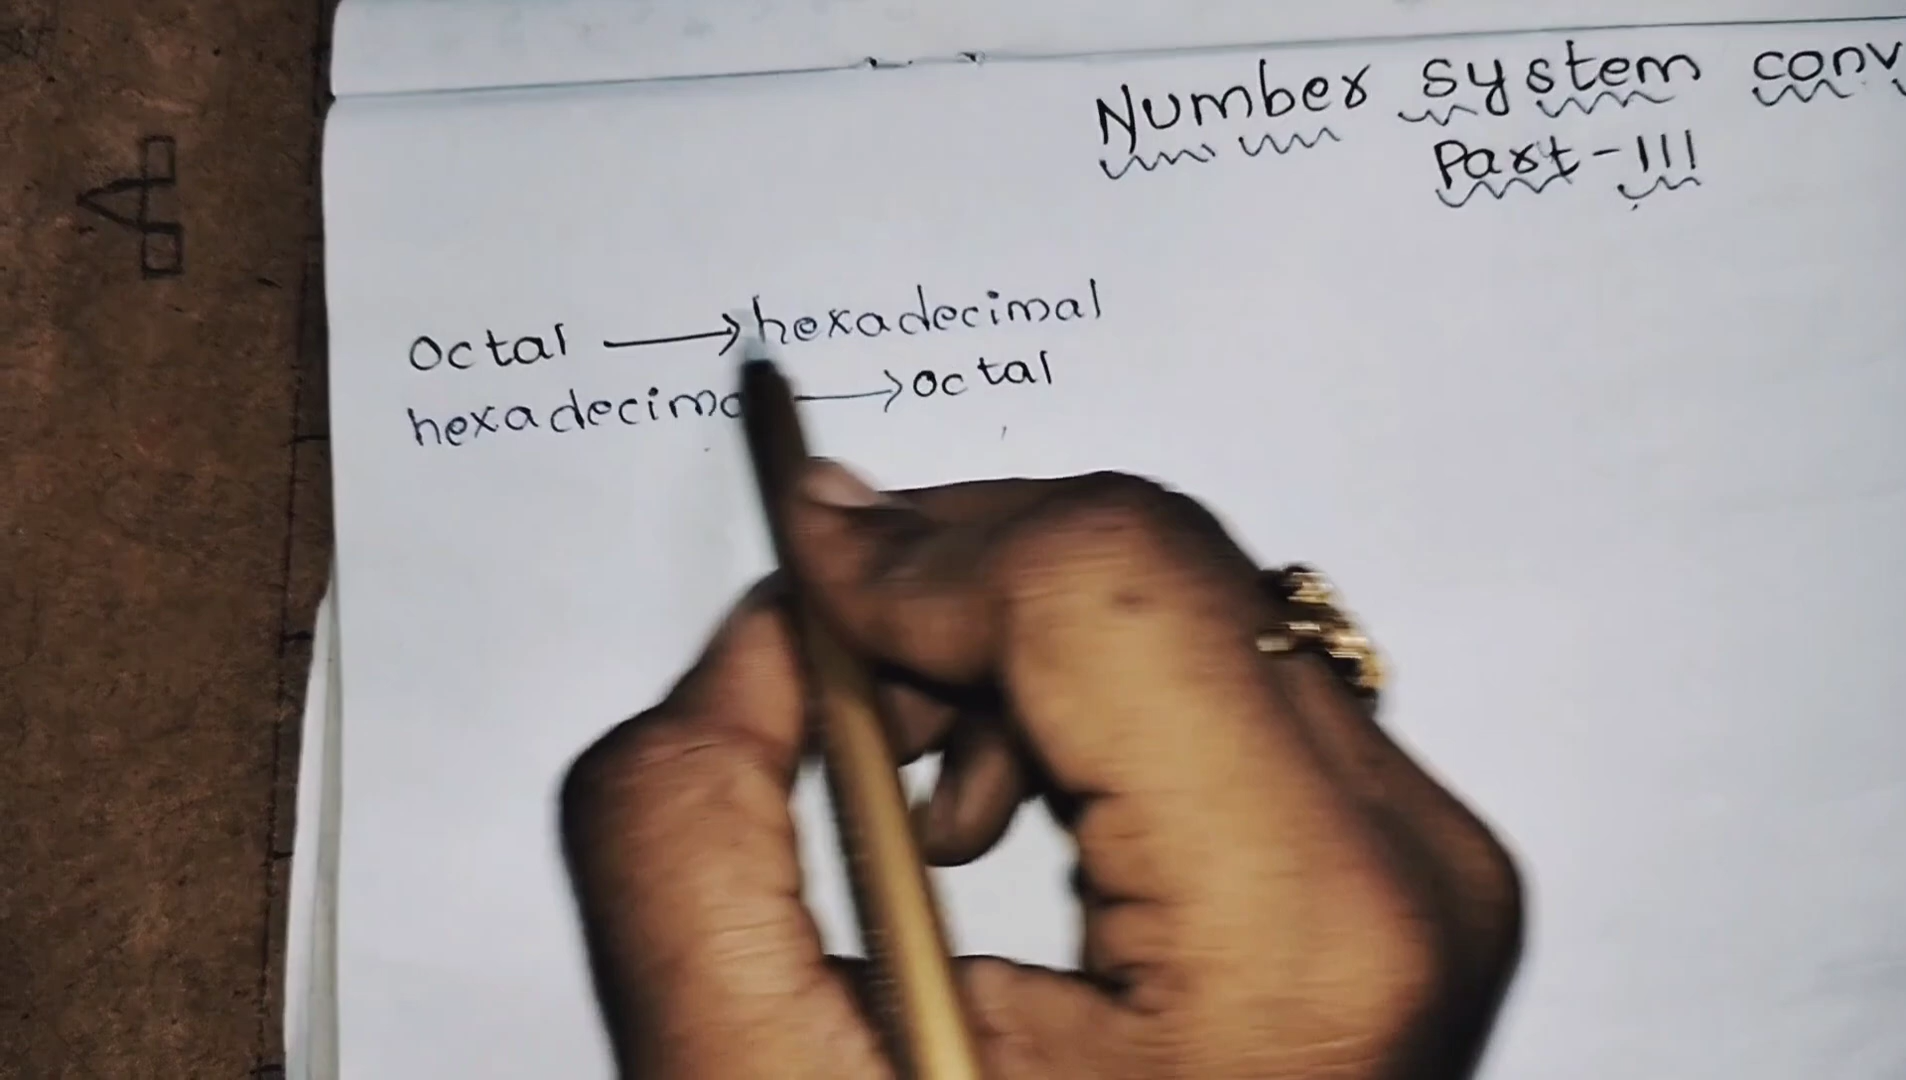 Number system conv
Part-III
Octal → hexadecimal
hexadecima → octal